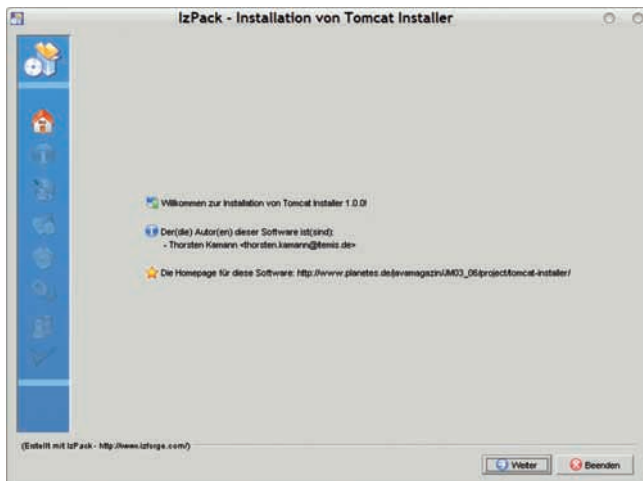 IzPack - Installation von Tomcat Installer
Willkommen zur Installation von Tomcat Installer 1.0.0!
Der(die) Autor(en) dieser Software ist(sind):
- Thorsten Kamann <thorsten.kamann@itemis.de>
Die Homepage für diese Software: http://www.planetes.de/javamagazin/JM03_06/project/tomcat-installer/
(Erstellt mit IzPack - http://www.izforge.com/)
Weiter
Beenden